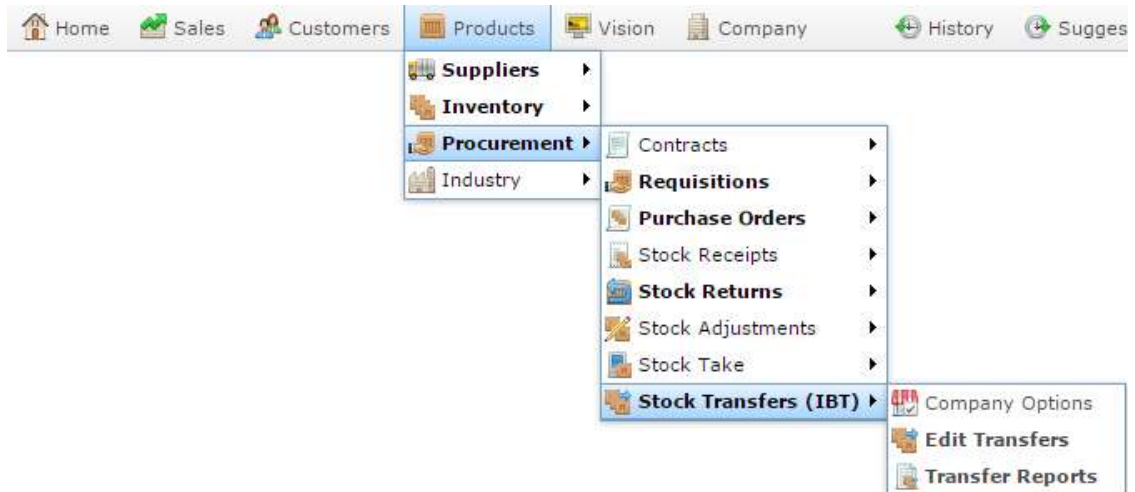 Home Sales Customers Products Vision Company History Sugges
Suppliers
Inventory
Procurement
Industry
Contracts
Requisitions
Purchase Orders
Stock Receipts
Stock Returns
Stock Adjustments
Stock Take
Stock Transfers (IBT)
Company Options
Edit Transfers
Transfer Reports